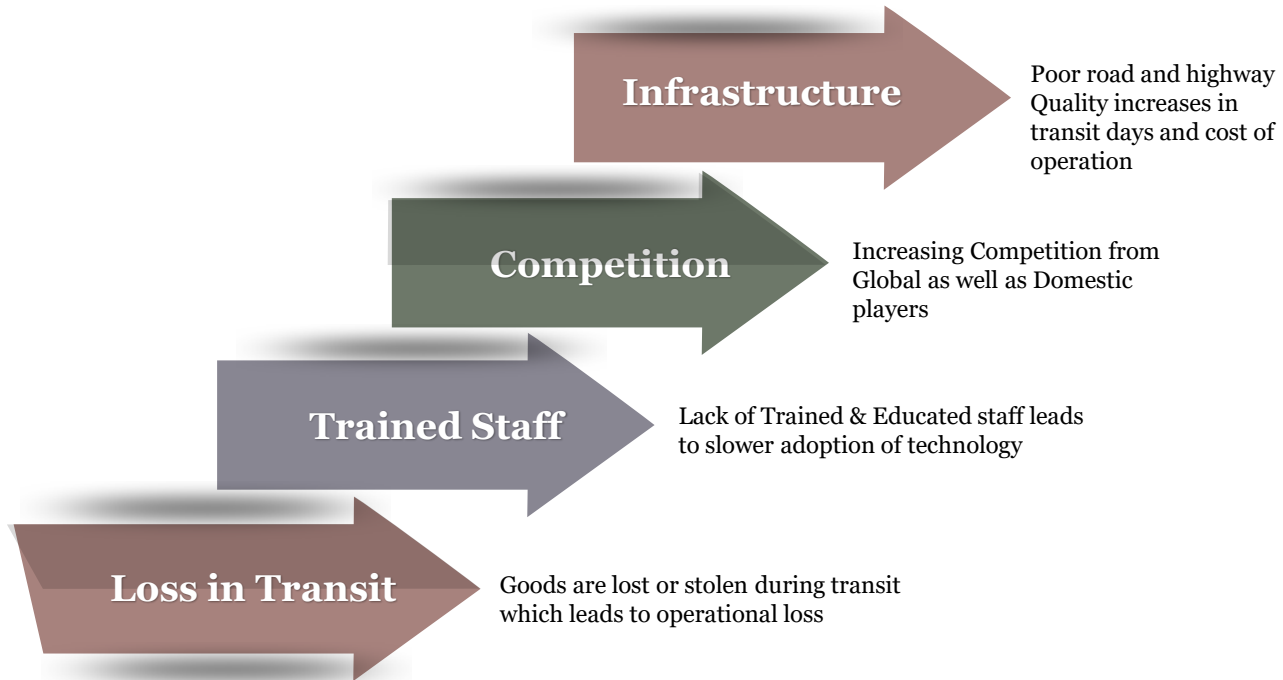 Infrastructure
Poor road and highway
Quality increases in
transit days and cost of
operation
Competition
Increasing Competition from
Global as well as Domestic
players
Trained Staff
Lack of Trained & Educated staff leads
to slower adoption of technology
Loss in Transit
Goods are lost or stolen during transit
which leads to operational loss